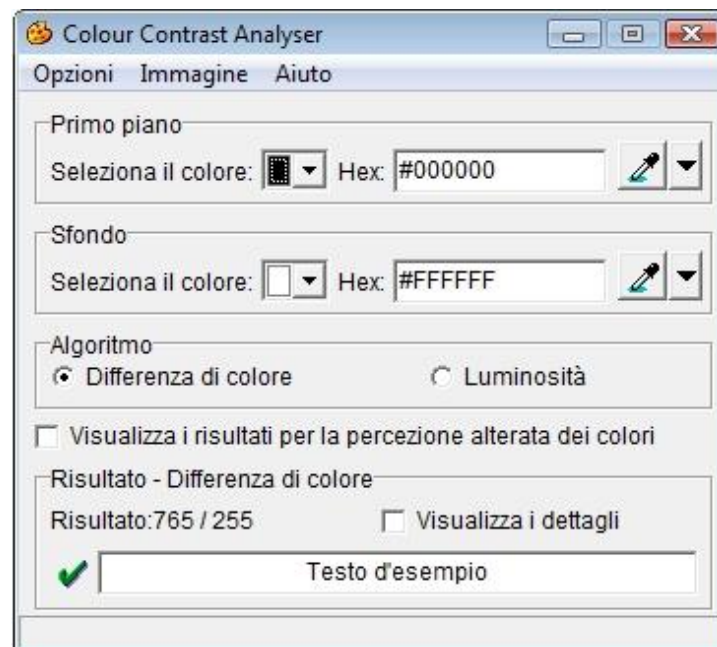 Colour Contrast Analyser
Opzioni Immagine Aiuto
Primo piano
Seleziona il colore: Hex: #000000
Sfondo
Seleziona il colore: Hex: #FFFFFF
Algoritmo
Differenza di colore Luminosità
Visualizza i risultati per la percezione alterata dei colori
Risultato - Differenza di colore
Risultato:765 / 255 Visualizza i dettagli
Testo d'esempio